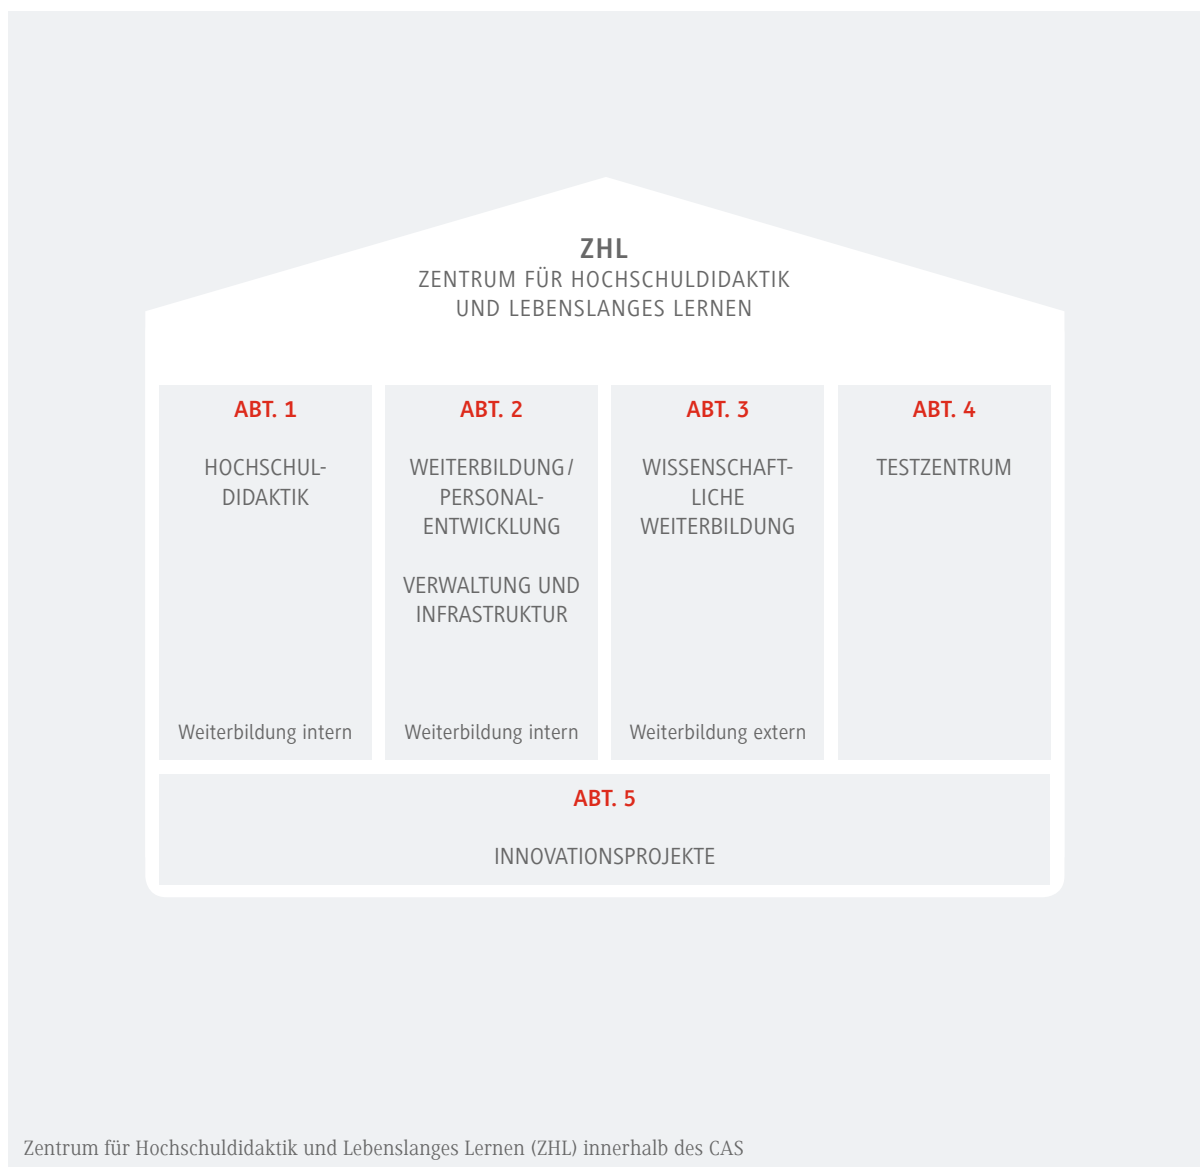 ZHL
ZENTRUM FÜR HOCHSCHULDIDAKTIK
UND LEBENSLANGES LERNEN
ABT. 1
HOCHSCHUL-
DIDAKTIK
Weiterbildung intern
ABT. 2
WEITERBILDUNG/
PERSONAL-
ENTWICKLUNG
VERWALTUNG UND
INFRASTRUKTUR
Weiterbildung intern
ABT. 3
WISSENSCHAFT-
LICHE
WEITERBILDUNG
Weiterbildung extern
ABT. 4
TESTZENTRUM
ABT. 5
INNOVATIONSPROJEKTE
Zentrum für Hochschuldidaktik und Lebenslanges Lernen (ZHL) innerhalb des CAS